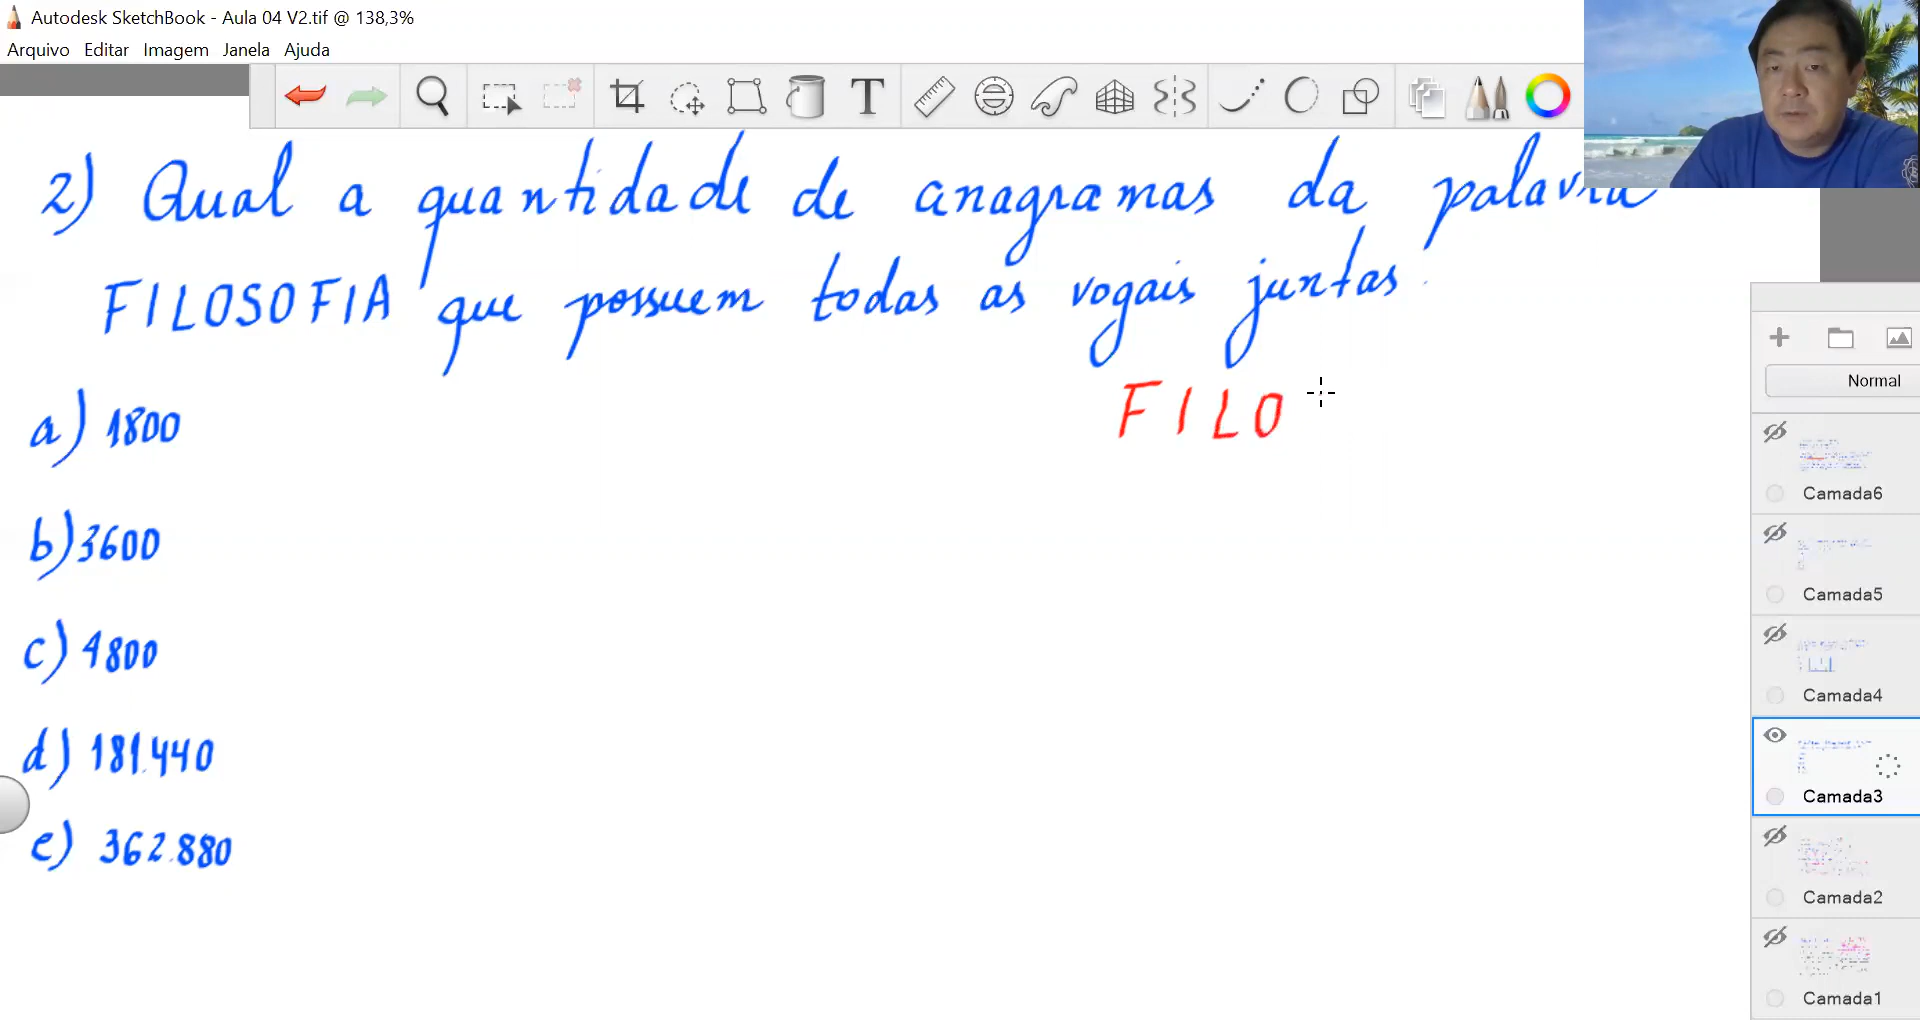 Autodesk SketchBook - Aula 04 V2.tif @ 138,3%
Arquivo Editar Imagem Janela Ajuda
T
2) Qual a quantidade de anagramas da palavra
FILOSOFIA que possuem todas as vogais juntas.
FILO
a) 1800
b) 3600
c) 4800
d) 181.440
e) 362.880
Normal
Camada6
Camada5
Camada4
Camada3
Camada2
Camada1